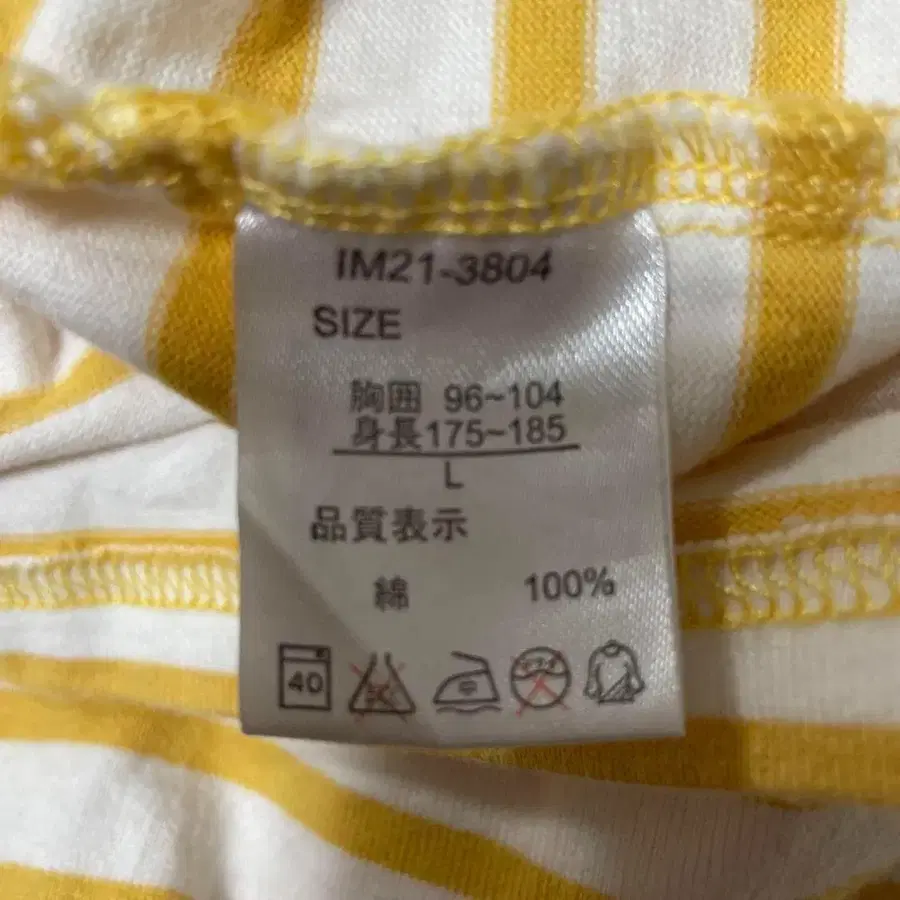 IM21-3804
SIZE
胸囲 96~104
身長175~185
L
品質表示
綿 100%
40 中